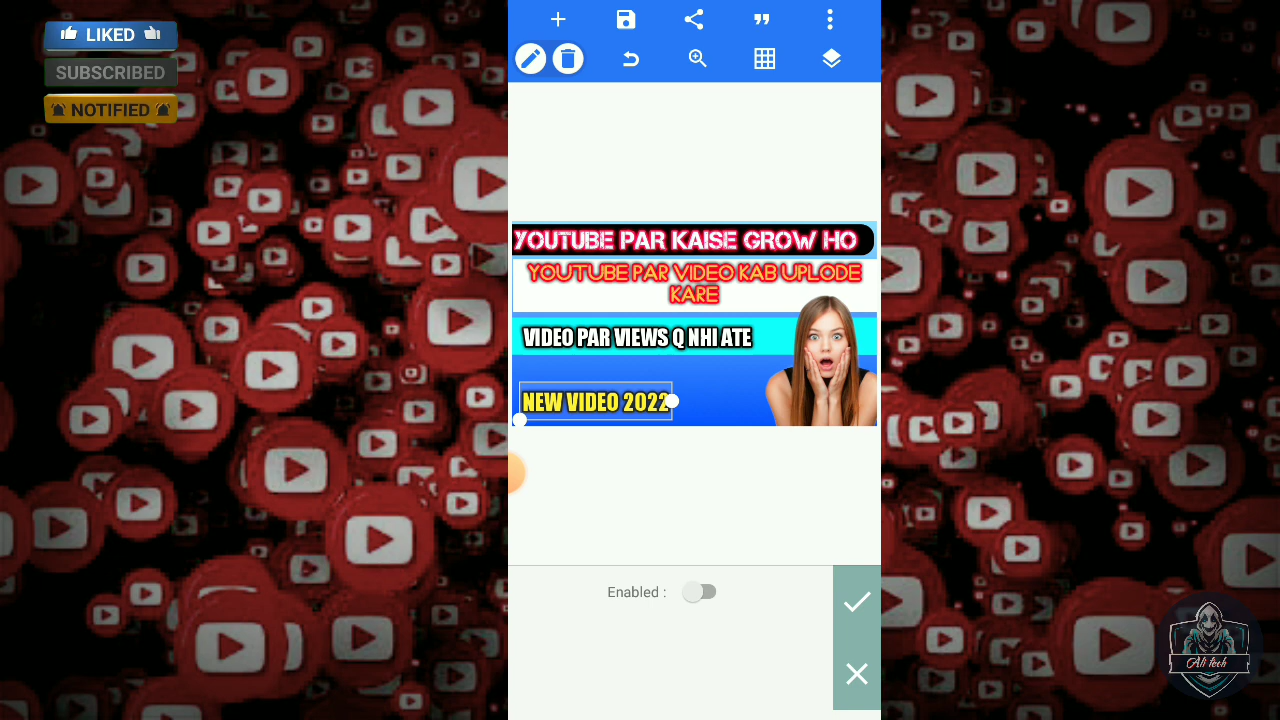 LIKED
SUBSCRIBED
NOTIFIED
YOUTUBE PAR KAISE GROW HO
YOUTUBE PAR VIDEO KAB UPLODE
KARE
VIDEO PAR VIEWS Q NHI ATE
NEW VIDEO 2022
Enabled :
Ali tech